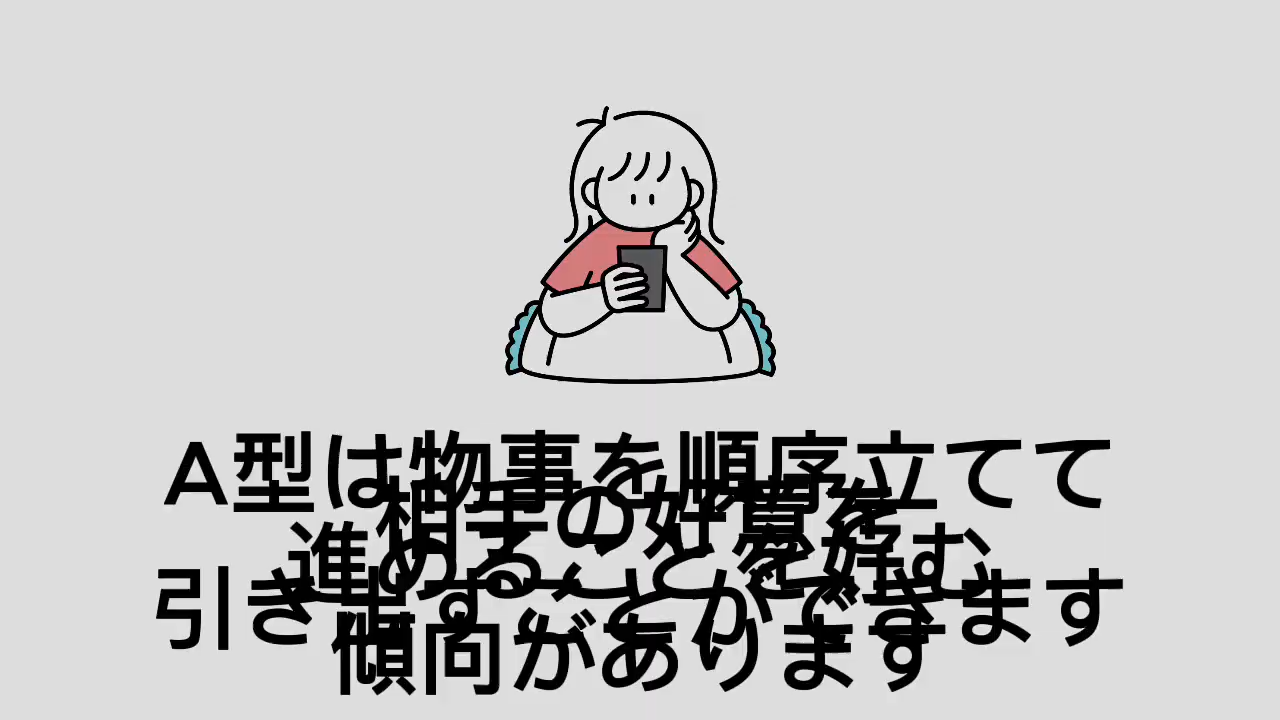 A型は物事を順序立てて
進めることを好む
傾向があります
相手の好意を
引き出すことができます